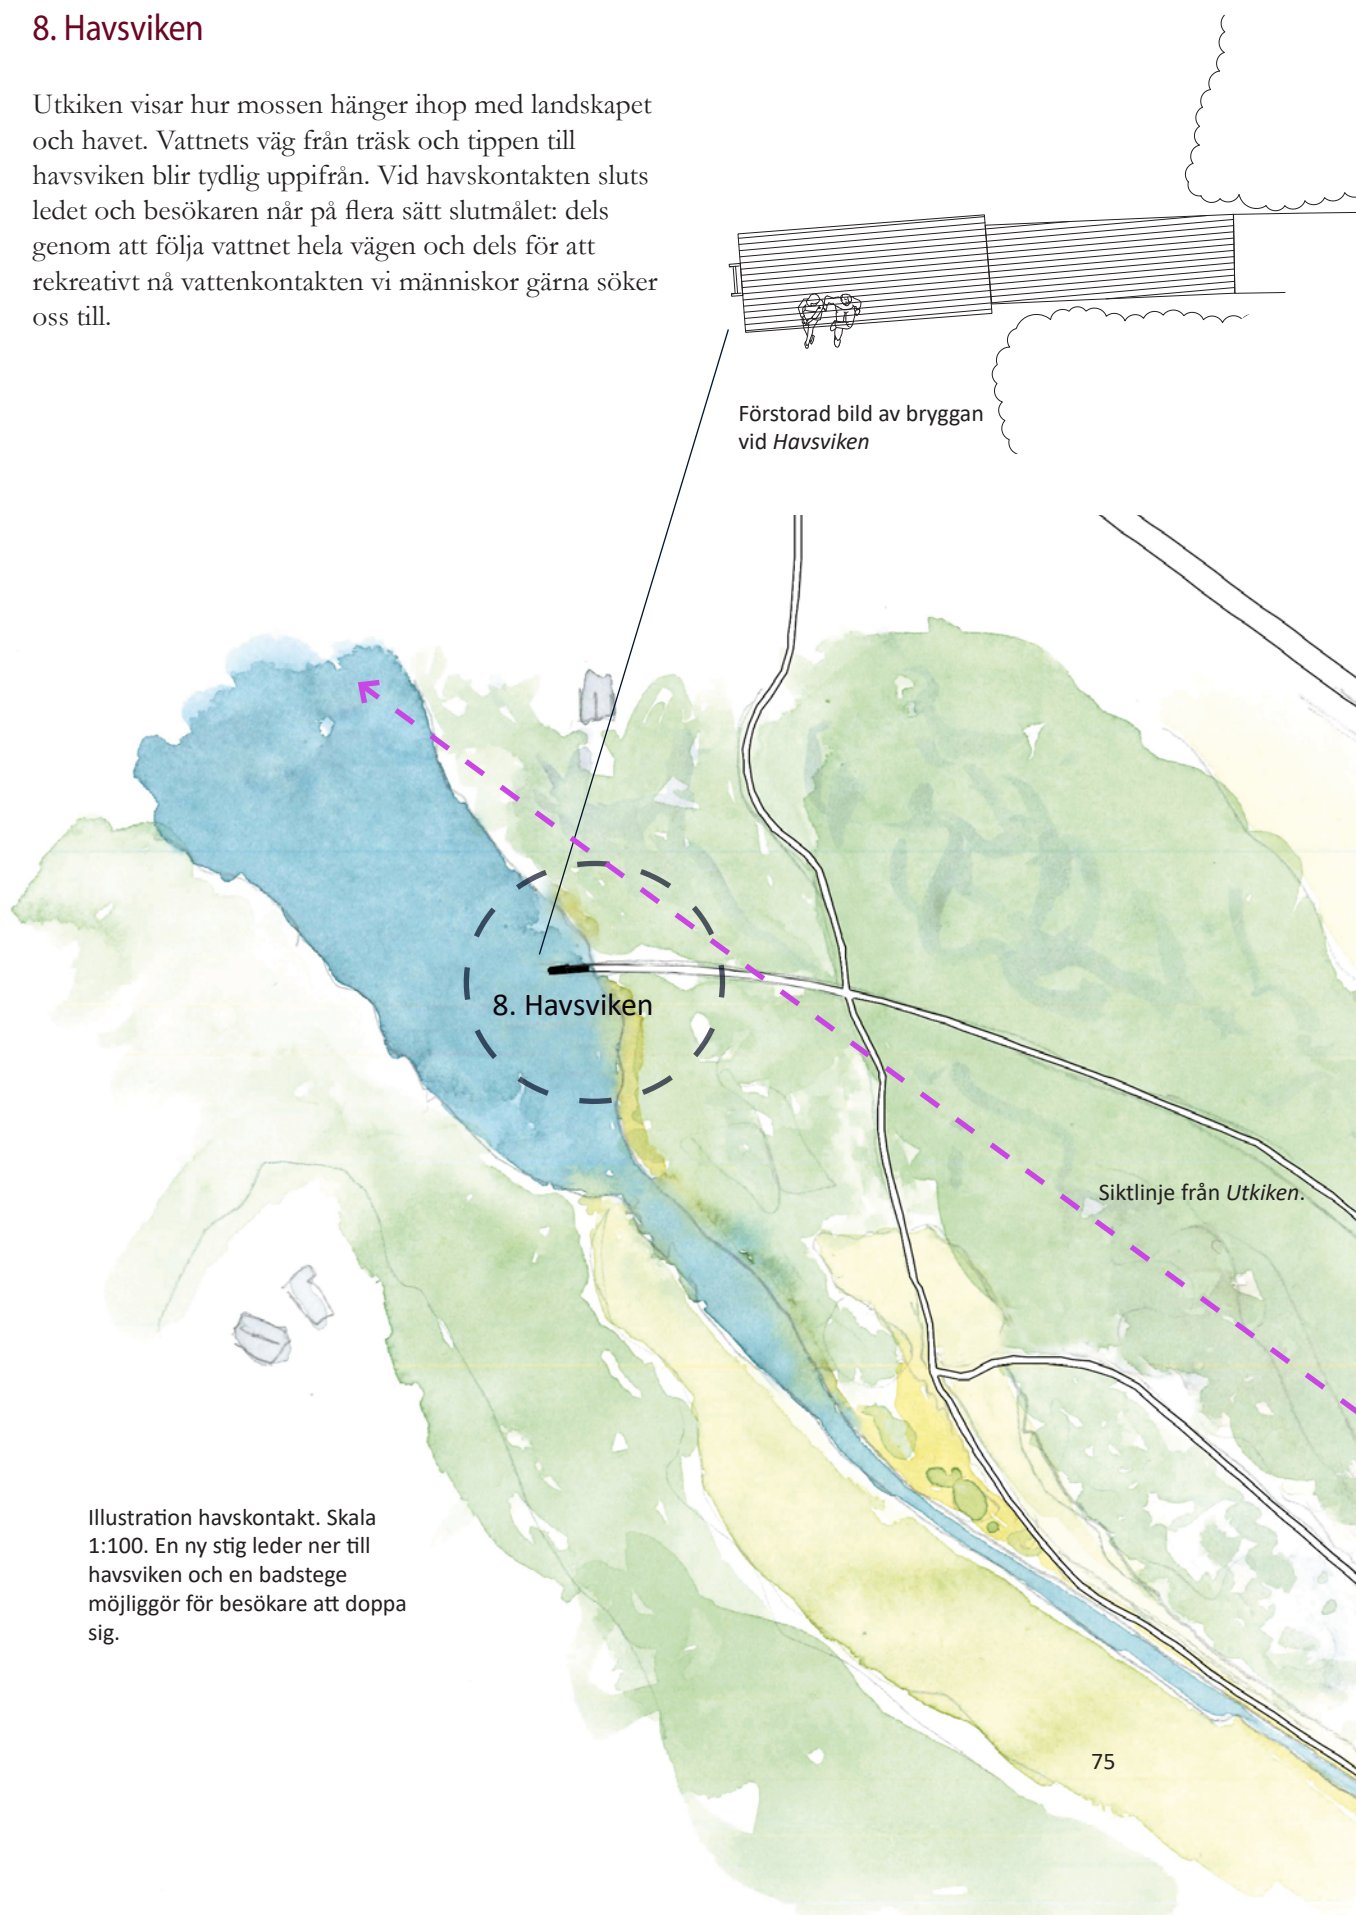 8. Havsviken
Utkiken visar hur mossen hänger ihop med landskapet
och havet. Vattnets väg från träsk och tippen till
havsviken blir tydlig uppifrån. Vid havskontakten sluts
ledet och besökaren når på flera sätt slutmålet: dels
genom att följa vattnet hela vägen och dels för att
rekreativt nå vattenkontakten vi människor gärna söker
oss till.
Förstorad bild av bryggan
vid Havsviken
8. Havsviken
Siktlinje från Utkiken.
Illustration havskontakt. Skala
1:100. En ny stig leder ner till
havsviken och en badstege
möjliggör för besökare att doppa
sig.
75